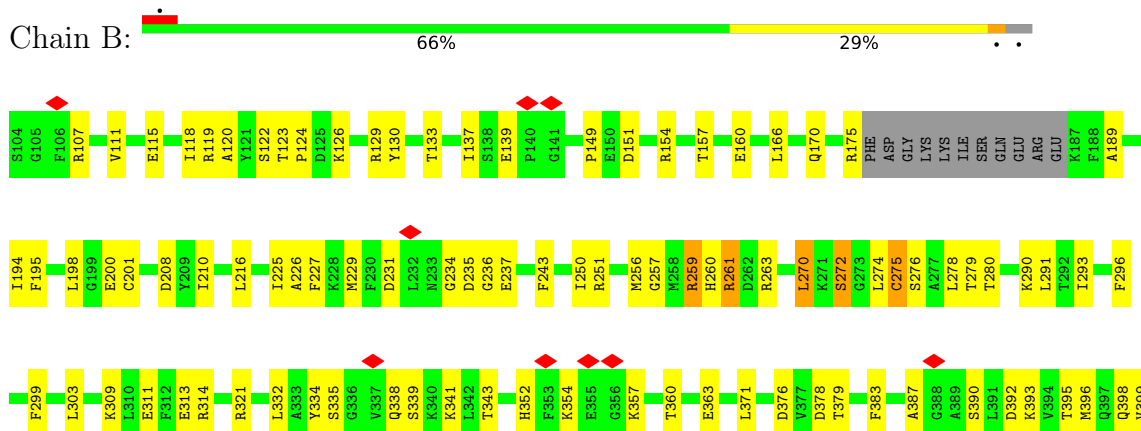 Chain B:
66% 29% • •
S104 G105 F106 R107 V111 E115 I118 R119 A120 Y121 S122 T123 P124 D125 K126 R129 Y130 T133 I137 S138 E139 P140 G141 P149 E150 D151 R154 T157 E160 L166 Q170 R175 PHE ASP GLY LYS LYS ILE SER GLN GLU ARG GLU K187 F188 A189
I194 F195 L198 G199 E200 C201 D208 Y209 I210 L216 I225 A226 F227 K228 M229 F230 D231 L232 N233 G234 D235 G236 E237 F243 I250 R251 M256 G257 M258 R259 H260 R261 D262 R263 L270 K271 S272 G273 L274 C275 S276 A277 L278 T279 T280 K290 L291 T292 I293 F296
F299 L303 K309 L310 E311 F312 E313 R314 R321 L332 A333 Y334 S335 G336 V337 Q338 S339 K340 K341 L342 T343 H352 F353 K354 E355 G356 K357 T360 E363 L371 D376 V377 D378 T379 F383 A387 G388 A389 S390 L391 D392 K393 V394 T395 M396 Q397 Q398